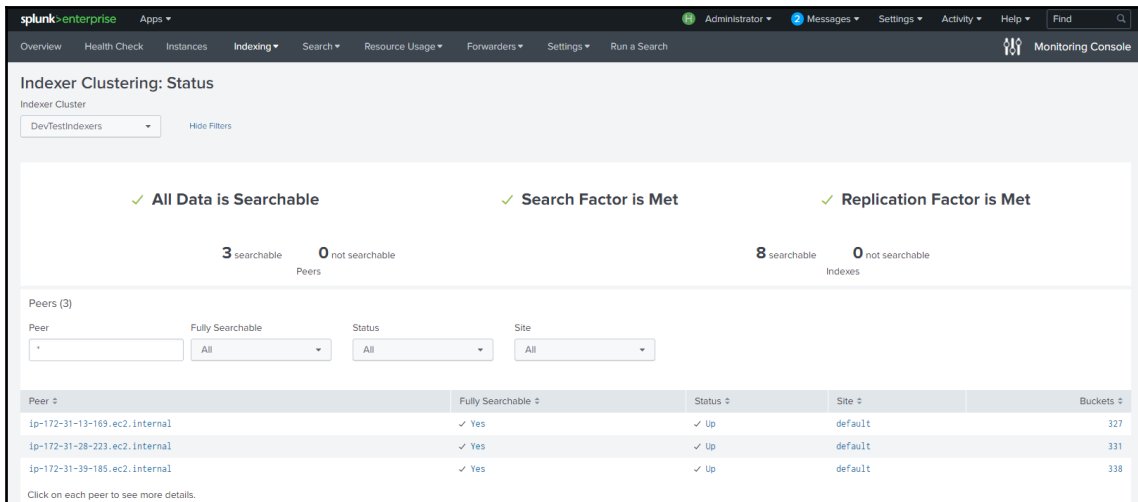 splunk>enterprise Apps
H Administrator 2 Messages Settings Activity Help Find
Overview Health Check Instances Indexing Search Resource Usage Forwarders Settings Run a Search Monitoring Console
Indexer Clustering: Status
Indexer Cluster
DevTestIndexers Hide Filters
All Data is Searchable Search Factor is Met Replication Factor is Met
3 searchable 0 not searchable 8 searchable 0 not searchable
Peers Indexes
Peers (3)
Peer Fully Searchable Status Site
* All All All
Peer Fully Searchable Status Site Buckets
ip-172-31-13-169.ec2.internal Yes Up default 327
ip-172-31-28-223.ec2.internal Yes Up default 331
ip-172-31-39-185.ec2.internal Yes Up default 338
Click on each peer to see more details.